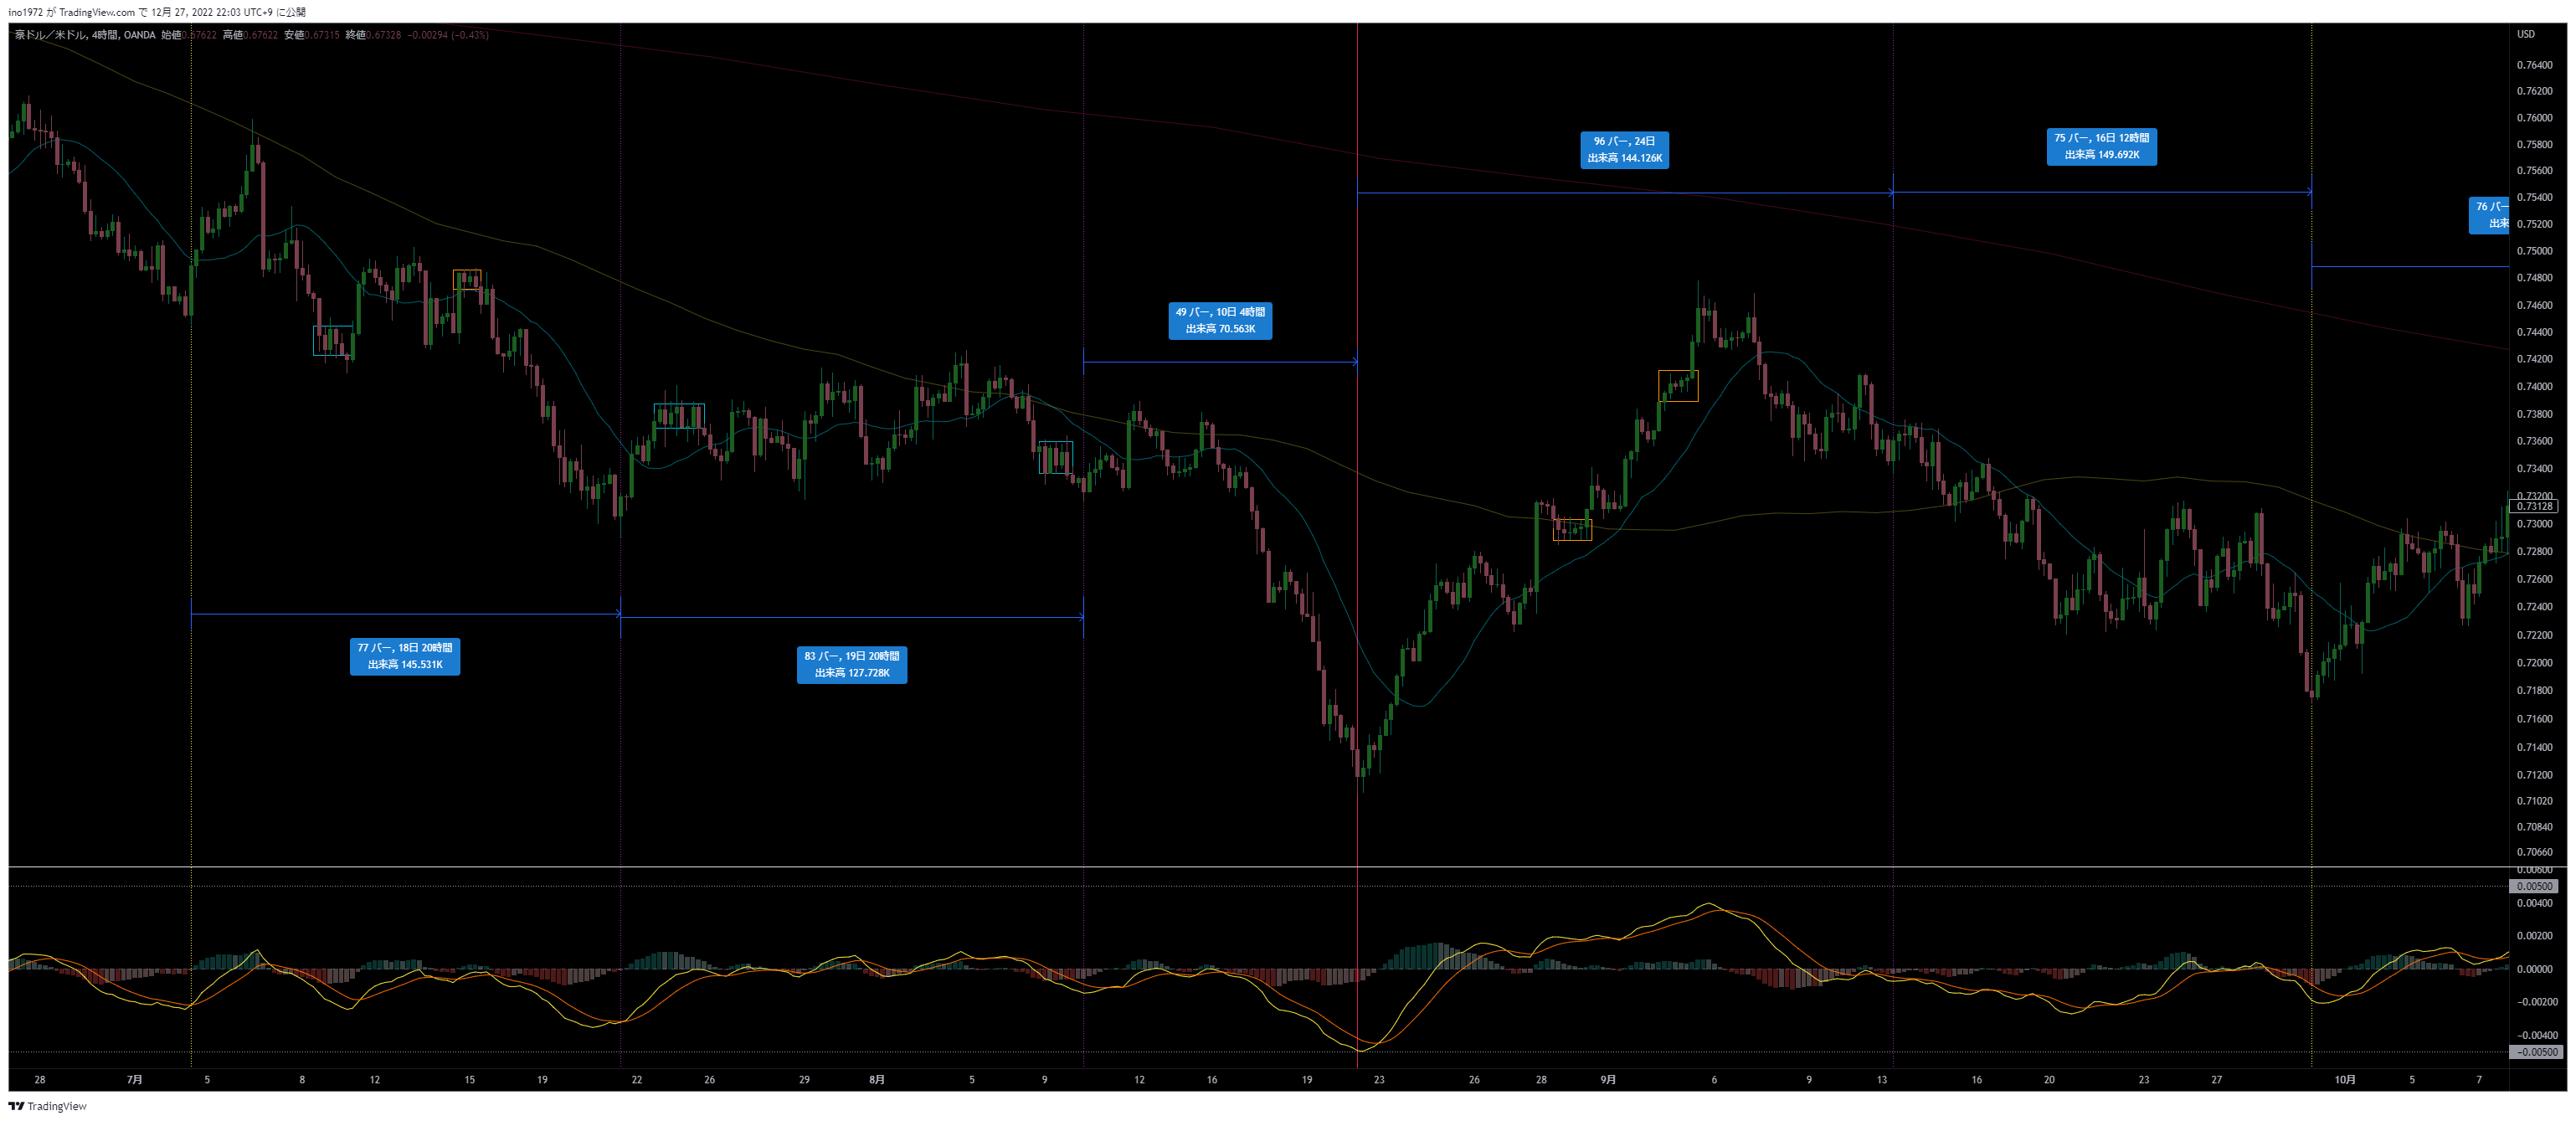 ino1972 が TradingView.com で 12月 27, 2022 22:03 UTC+9 に公開
豪ドル／米ドル, 4時間, OANDA 始値0.67622 高値0.67622 安値0.67315 終値0.67328 −0.00294 (−0.43%)
USD
0.76400
0.76200
0.76000
0.75800
0.75600
0.75400
0.75200
0.75000
0.74800
0.74600
0.74400
0.74200
0.74000
0.73800
0.73600
0.73400
0.73200
0.73128
0.73000
0.72800
0.72600
0.72400
0.72200
0.72000
0.71800
0.71600
0.71400
0.71200
0.71020
0.70840
0.70660
96 バー, 24日
出来高 144.126K
75 バー, 16日 12時間
出来高 149.692K
76 バー
出来
49 バー, 10日 4時間
出来高 70.563K
77 バー, 18日 20時間
出来高 145.531K
83 バー, 19日 20時間
出来高 127.728K
0.00600
0.00500
0.00400
0.00200
0.00000
−0.00200
−0.00400
−0.00500
28 7月 5 8 12 15 19 22 26 29 8月 5 9 12 16 19 23 26 28 9月 6 9 13 16 20 23 27 10月 5 7
TradingView